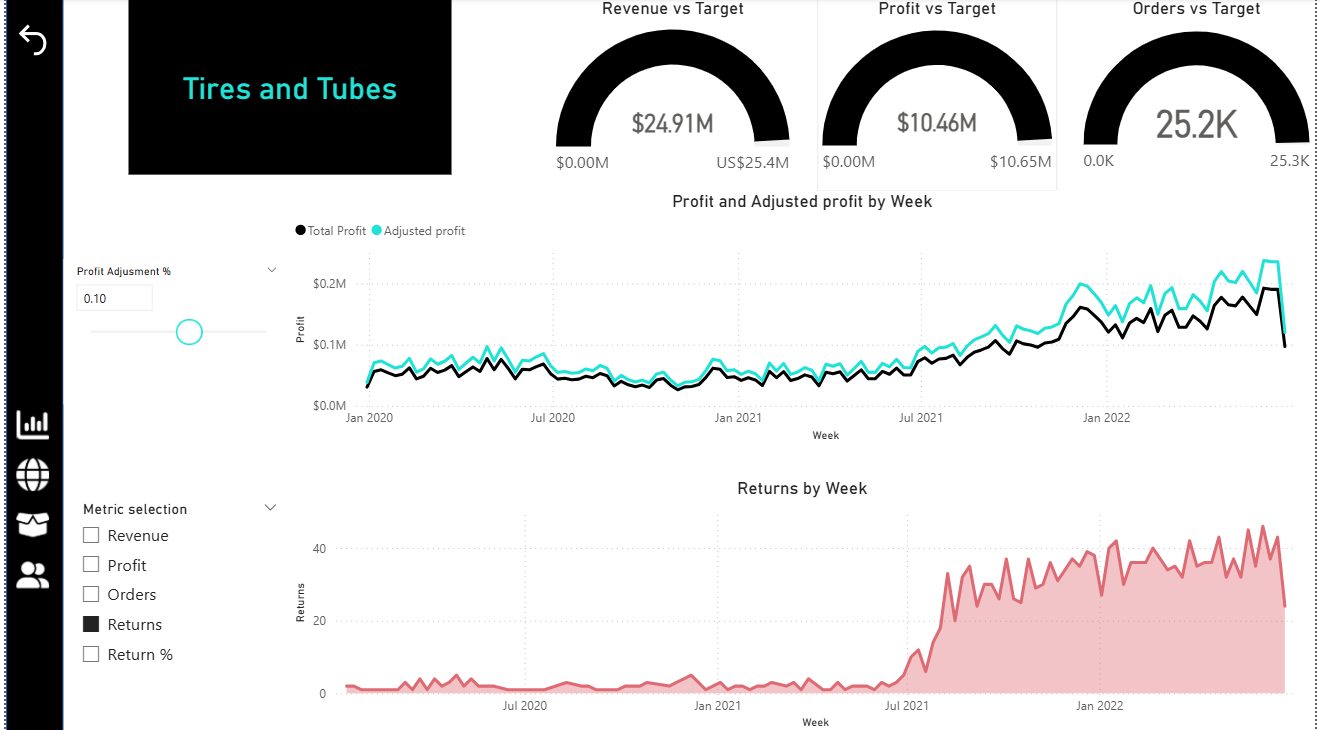 Tires and Tubes
Revenue vs Target
$24.91M
$0.00M
US$25.4M
Profit vs Target
$10.46M
$0.00M
$10.65M
Orders vs Target
25.2K
0.0K
25.3K
Profit and Adjusted profit by Week
Total Profit
Adjusted profit
Profit Adjusment %
0.10
Profit
$0.2M
$0.1M
$0.0M
Jan 2020
Jul 2020
Jan 2021
Jul 2021
Jan 2022
Week
Metric selection
Revenue
Profit
Orders
Returns
Return %
Returns by Week
Returns
40
20
0
Jul 2020
Jan 2021
Jul 2021
Jan 2022
Week